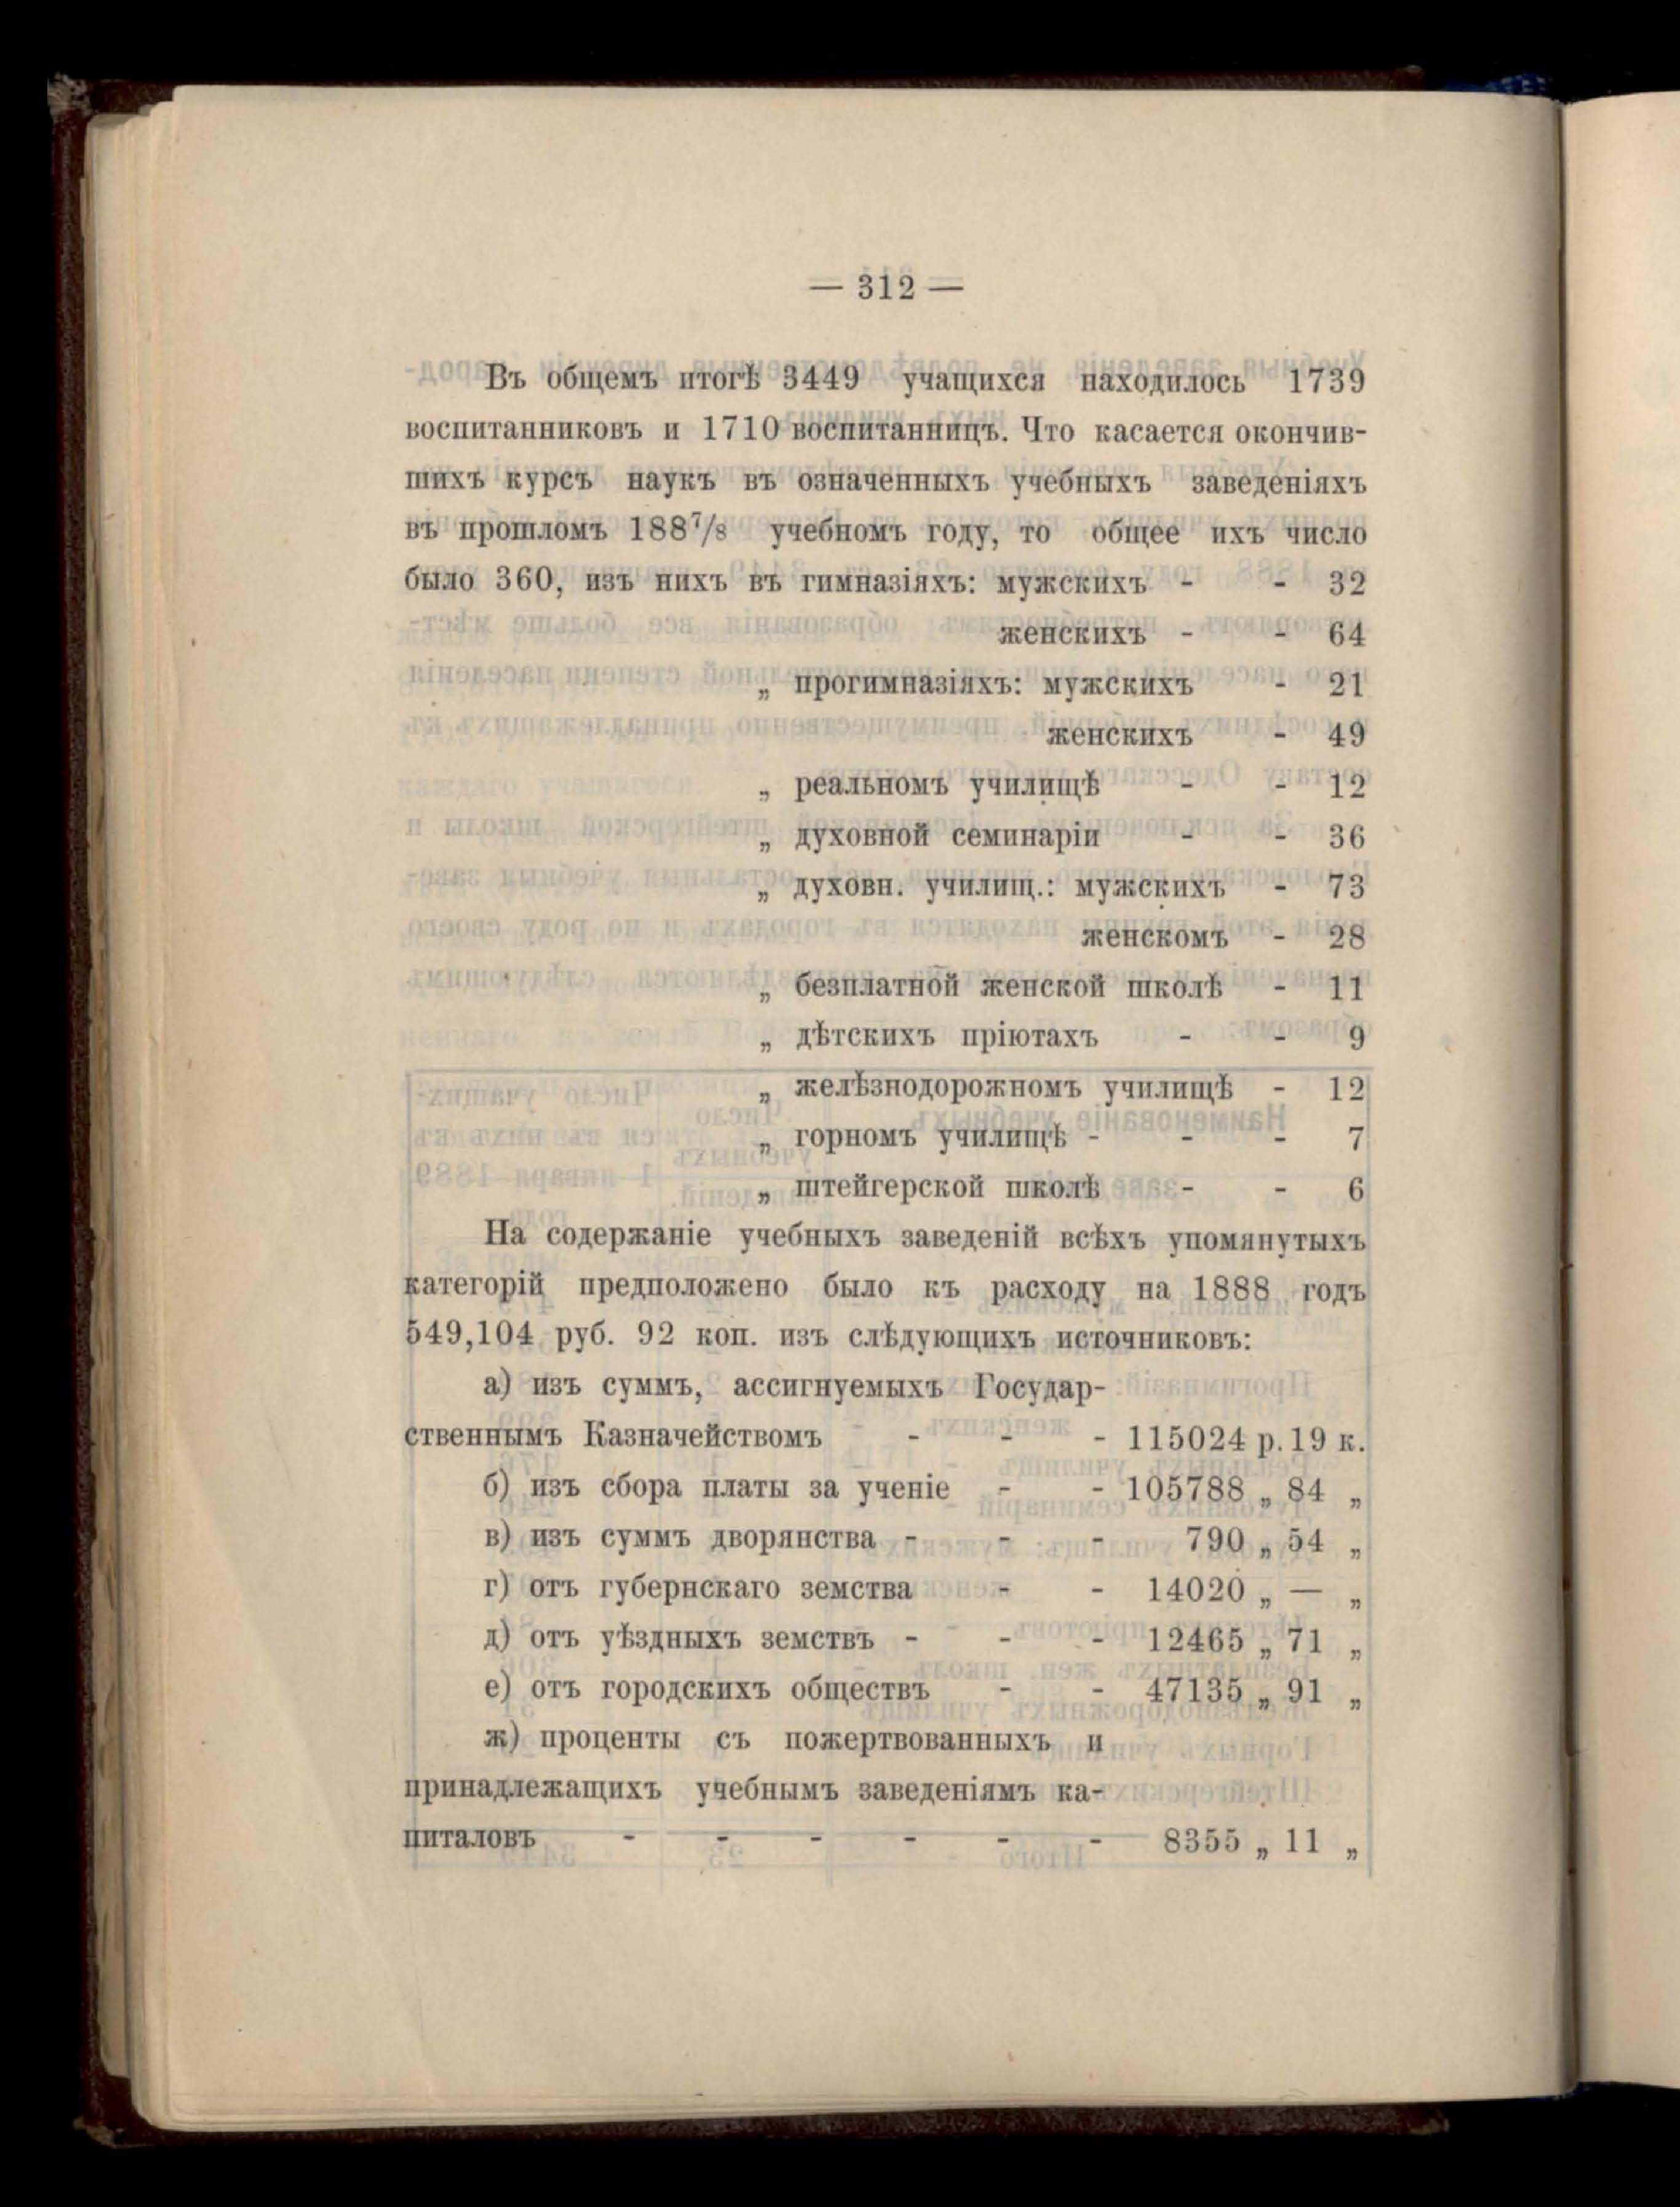 — 312 —
Въ общемъ итогѣ 3449 учащихся находилось 1739
воспитанниковъ и 1710 воспитанницъ. Что касается окончив-
шихъ курсъ наукъ въ означенныхъ учебныхъ заведеніяхъ
въ прошломъ 188⁷/₈ учебномъ году, то общее ихъ число
было 360, изъ нихъ въ гимназіяхъ: мужскихъ - - 32
женскихъ - - 64
„ прогимназіяхъ: мужскихъ - 21
женскихъ - 49
„ реальномъ училищѣ - - 12
„ духовной семинаріи - - 36
„ духовн. училищ.: мужскихъ - 73
женскомъ - 28
„ безплатной женской школѣ - 11
„ дѣтскихъ пріютахъ - - 9
„ желѣзнодорожномъ училищѣ - 12
„ горномъ училищѣ - - - 7
„ штейгерской школѣ - - 6
На содержаніе учебныхъ заведеній всѣхъ упомянутыхъ
категорій предположено было къ расходу на 1888 годъ
549,104 руб. 92 коп. изъ слѣдующихъ источниковъ:
а) изъ суммъ, ассигнуемыхъ Государ-
ственнымъ Казначействомъ - - - 115024 р. 19 к.
б) изъ сбора платы за ученіе - - 105788 „ 84 „
в) изъ суммъ дворянства - - - 790 „ 54 „
г) отъ губернскаго земства - - 14020 „ — „
д) отъ уѣздныхъ земствъ - - - 12465 „ 71 „
е) отъ городскихъ обществъ - - 47135 „ 91 „
ж) проценты съ пожертвованныхъ и
принадлежащихъ учебнымъ заведеніямъ ка-
питаловъ - - - - - - 8355 „ 11 „